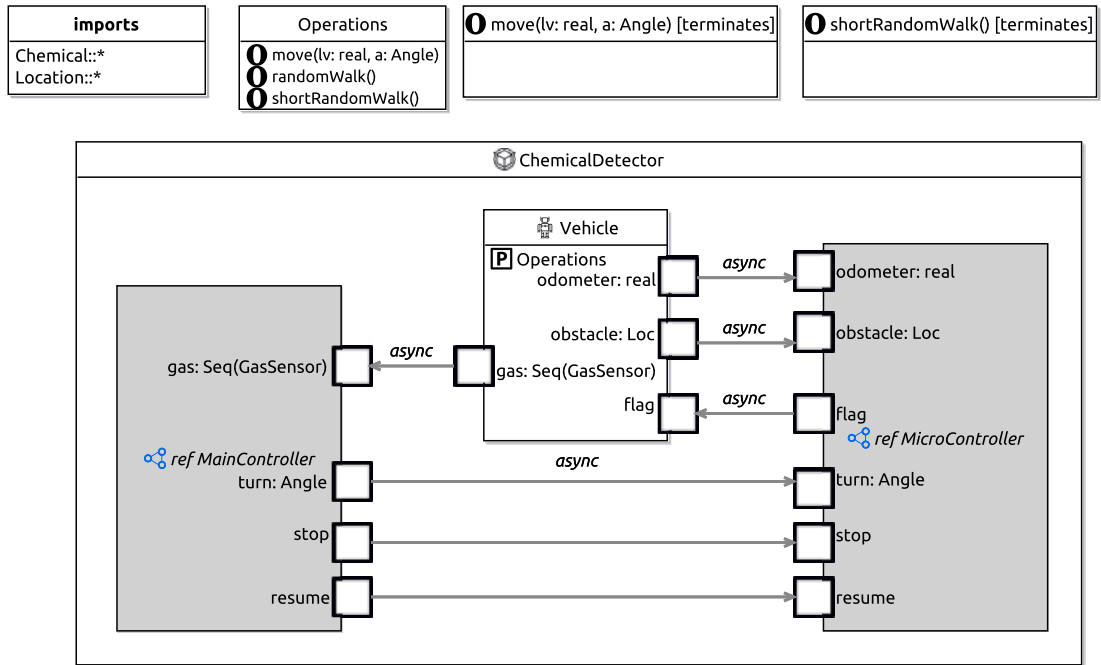 imports
Chemical::*
Location::*
Operations
O move(lv: real, a: Angle)
O randomWalk()
O shortRandomWalk()
O move(lv: real, a: Angle) [terminates]
O shortRandomWalk() [terminates]
ChemicalDetector
Vehicle
P Operations
odometer: real
async
odometer: real
obstacle: Loc
async
obstacle: Loc
gas: Seq(GasSensor)
async
gas: Seq(GasSensor)
flag
async
flag
ref MainController
ref MicroController
async
turn: Angle
turn: Angle
stop
stop
resume
resume